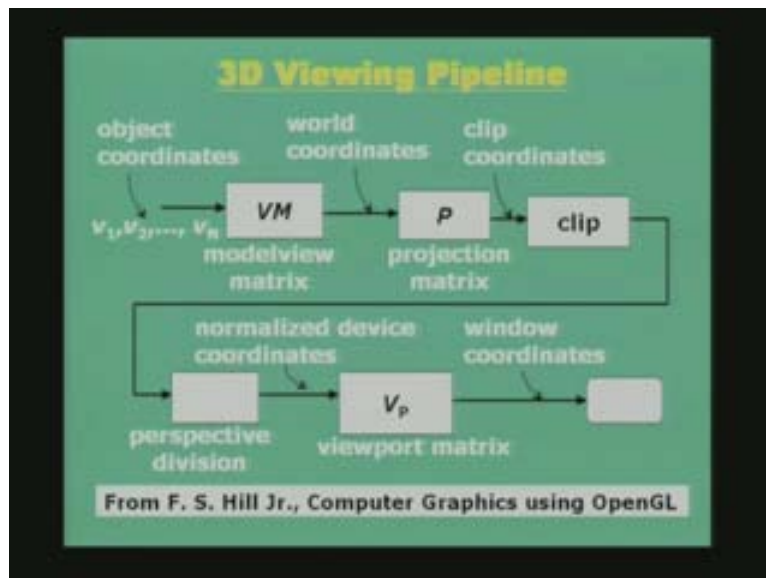 3D Viewing Pipeline
object
coordinates
world
coordinates
clip
coordinates
v1,v2,..., vN
VM
P
clip
modelview
matrix
projection
matrix
normalized device
coordinates
window
coordinates
VP
perspective
division
viewport matrix
From F. S. Hill Jr., Computer Graphics using OpenGL